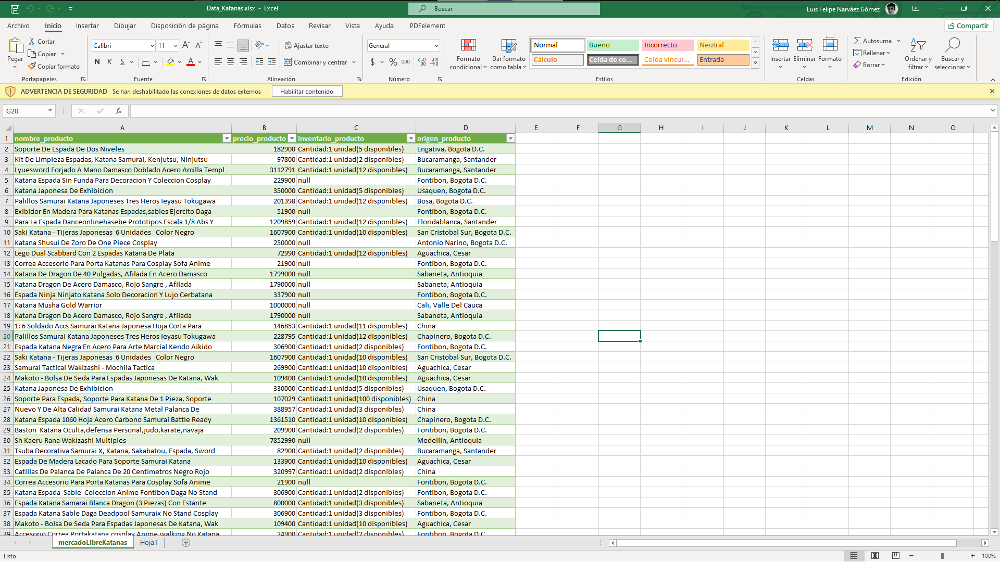 Data_Katanas.xlsx - Excel
Buscar
Luis Felipe Narváez Gómez
Archivo Inicio Insertar Dibujar Disposición de página Fórmulas Datos Revisar Vista Ayuda PDFelement Compartir
Pegar
Cortar
Copiar
Copiar formato
Portapapeles
Calibri 11
N K S
Fuente
Ajustar texto
Combinar y centrar
Alineación
General
$ % 000
Número
Formato condicional
Dar formato como tabla
Normal Bueno Incorrecto Neutral
Cálculo Celda de co... Celda vincul... Entrada
Estilos
Insertar Eliminar Formato
Celdas
Autosuma
Rellenar
Borrar
Ordenar y filtrar
Buscar y seleccionar
Edición
ADVERTENCIA DE SEGURIDAD Se han deshabilitado las conexiones de datos externos Habilitar contenido
G20 fx
A B C D E F G H I J K L M N O
1 nombre_producto precio_producto inventario_producto origen_producto
2 Soporte De Espada De Dos Niveles 182900 Cantidad:1 unidad(5 disponibles) Engativa, Bogota D.C.
3 Kit De Limpieza Espadas, Katana Samurai, Kenjutsu, Ninjutsu 97800 Cantidad:1 unidad(2 disponibles) Bucaramanga, Santander
4 Lyuesword Forjado A Mano Damasco Doblado Acero Arcilla Templ 3112791 Cantidad:1 unidad(12 disponibles) Bucaramanga, Santander
5 Katana Espada Sin Funda Para Decoracion Y Coleccion Cosplay 229900 null Fontibon, Bogota D.C.
6 Katana Japonesa De Exhibicion 350000 Cantidad:1 unidad(5 disponibles) Usaquen, Bogota D.C.
7 Palillos Samurai Katana Japoneses Tres Heros Ieyasu Tokugawa 201398 Cantidad:1 unidad(12 disponibles) Bosa, Bogota D.C.
8 Exibidor En Madera Para Katanas Espadas,sables Ejercito Daga 51900 null Fontibon, Bogota D.C.
9 Para La Espada Danceonlinehasebe Prototipos Escala 1/8 Abs Y 1209859 Cantidad:1 unidad(12 disponibles) Floridablanca, Santander
10 Saki Katana - Tijeras Japonesas 6 Unidades Color Negro 1607900 Cantidad:1 unidad(10 disponibles) San Cristobal Sur, Bogota D.C.
11 Katana Shusui De Zoro De One Piece Cosplay 250000 null Antonio Narino, Bogota D.C.
12 Lego Dual Scabbard Con 2 Espadas Katana De Plata 72990 Cantidad:1 unidad(12 disponibles) Aguachica, Cesar
13 Correa Accesorio Para Porta Katanas Para Cosplay Sofa Anime 21900 null Fontibon, Bogota D.C.
14 Katana De Dragon De 40 Pulgadas, Afilada En Acero Damasco 1799000 null Sabaneta, Antioquia
15 Katana Dragon De Acero Damasco, Rojo Sangre , Afilada 1790000 null Sabaneta, Antioquia
16 Espada Ninja Ninjato Katana Solo Decoracion Y Lujo Cerbatana 337900 null Fontibon, Bogota D.C.
17 Katana Musha Gold Warrior 1000000 null Cali, Valle Del Cauca
18 Katana Dragon De Acero Damasco, Rojo Sangre , Afilada 1790000 null Sabaneta, Antioquia
19 1: 6 Soldado Accs Samurai Katana Japonesa Hoja Corta Para 146853 Cantidad:1 unidad(11 disponibles) China
20 Palillos Samurai Katana Japoneses Tres Heros Ieyasu Tokugawa 228795 Cantidad:1 unidad(12 disponibles) Chapinero, Bogota D.C.
21 Espada Katana Negra En Acero Para Arte Marcial Kendo Aikido 306900 Cantidad:1 unidad(2 disponibles) Fontibon, Bogota D.C.
22 Saki Katana - Tijeras Japonesas 6 Unidades Color Negro 1607900 Cantidad:1 unidad(10 disponibles) San Cristobal Sur, Bogota D.C.
23 Samurai Tactical Wakizashi - Mochila Tactica 269900 Cantidad:1 unidad(10 disponibles) Aguachica, Cesar
24 Makoto - Bolsa De Seda Para Espadas Japonesas De Katana, Wak 109400 Cantidad:1 unidad(10 disponibles) Aguachica, Cesar
25 Katana Japonesa De Exhibicion 330000 Cantidad:1 unidad(5 disponibles) Usaquen, Bogota D.C.
26 Soporte Para Espada, Soporte Para Katana De 1 Pieza, Soporte 107029 Cantidad:1 unidad(100 disponibles) China
27 Nuevo Y De Alta Calidad Samurai Katana Metal Palanca De 388957 Cantidad:1 unidad(3 disponibles) China
28 Katana Espada 1060 Hoja Acero Carbono Samurai Battle Ready 1361510 Cantidad:1 unidad(10 disponibles) Chapinero, Bogota D.C.
29 Baston Katana Oculta,defensa Personal,judo,karate,navaja 209900 Cantidad:1 unidad(2 disponibles) Fontibon, Bogota D.C.
30 Sh Kaeru Rana Wakizashi Multiples 7852990 null Medellin, Antioquia
31 Tsuba Decorativa Samurai X, Katana, Sakabatou, Espada, Sword 82900 Cantidad:1 unidad(2 disponibles) Bucaramanga, Santander
32 Espada De Madera Lacado Para Soporte Samurai Katana 133900 Cantidad:1 unidad(10 disponibles) Aguachica, Cesar
33 Catillas De Palanca De Palanca De 20 Centimetros Negro Rojo 320997 Cantidad:1 unidad(2 disponibles) China
34 Correa Accesorio Para Porta Katanas Para Cosplay Sofa Anime 21900 null Fontibon, Bogota D.C.
35 Katana Espada Sable Coleccion Anime Fontibon Daga No Stand 306900 Cantidad:1 unidad(2 disponibles) Fontibon, Bogota D.C.
36 Espada Katana Samarai Blanca Dragon (3 Piezas) Con Estante 800000 Cantidad:1 unidad(3 disponibles) Sabaneta, Antioquia
37 Espada Katana Sable Daga Deadpool Samuraix No Stand Cosplay 306900 Cantidad:1 unidad(3 disponibles) Fontibon, Bogota D.C.
38 Makoto - Bolsa De Seda Para Espadas Japonesas De Katana, Wak 109400 Cantidad:1 unidad(10 disponibles) Aguachica, Cesar
39 Accesorio Correa Portakatana cosplay Anime walking No Katana 24900 Cantidad:1 unidad(2 disponibles) Fontibon, Bogota D.C.
mercadoLibreKatanas Hoja1
Listo 100%